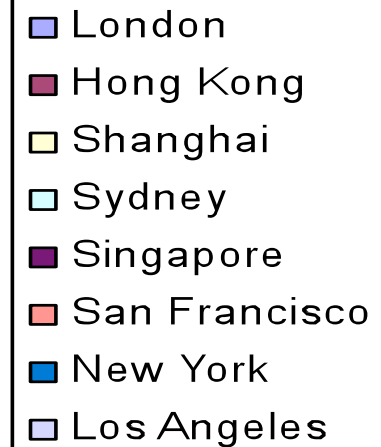 London
Hong Kong
Shanghai
Sydney
Singapore
San Francisco
New York
Los Angeles